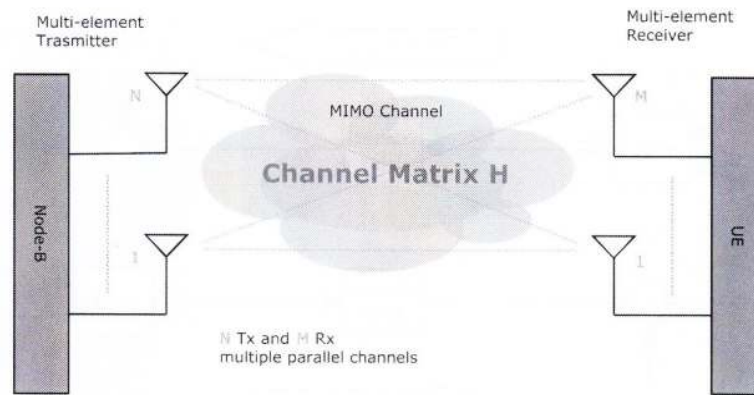 Multi-element
Trasmitter
Multi-element
Receiver
N
M
MIMO Channel
Channel Matrix H
Node-B
UE
1
N Tx and M Rx
multiple parallel channels